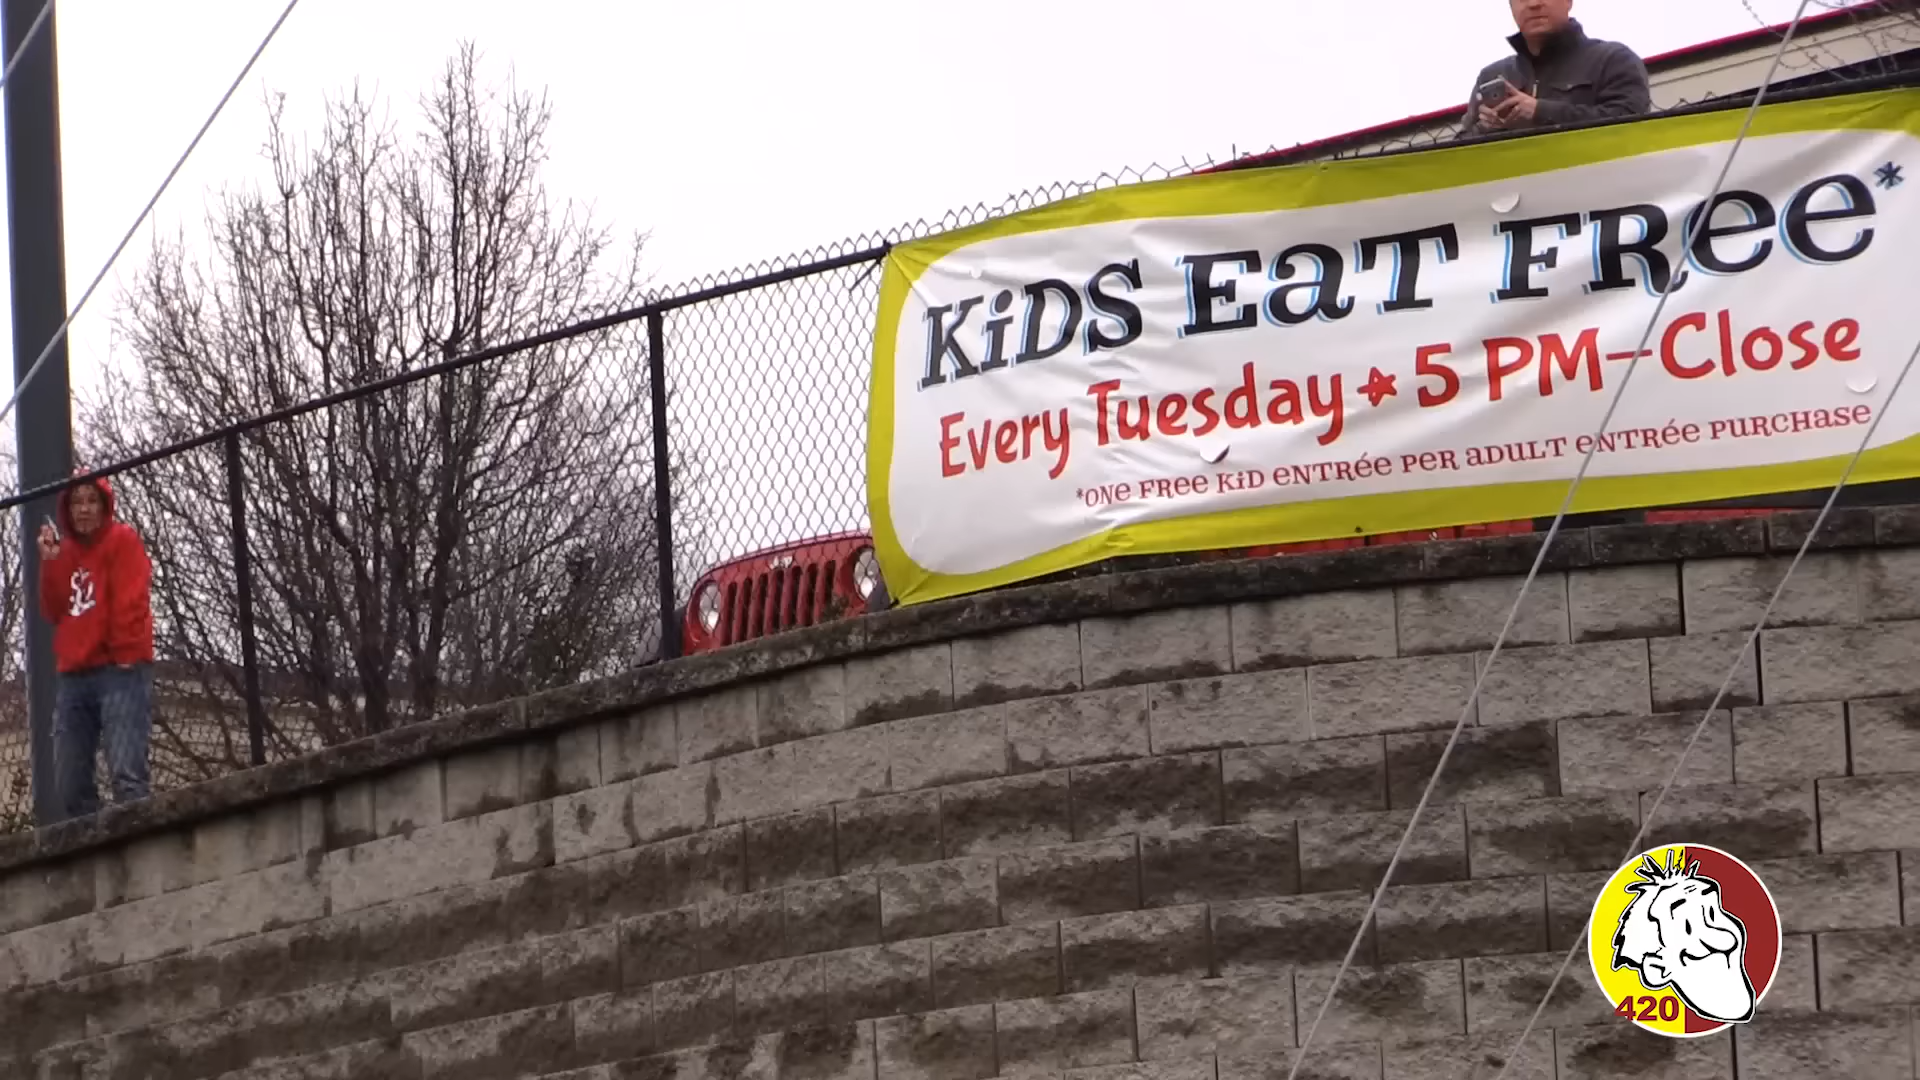 KiDS Eat Free*
Every Tuesday ★ 5 PM–Close
*ONE FREE KiD ENTRÉE PER ADULT ENTRÉE PURCHASE
420